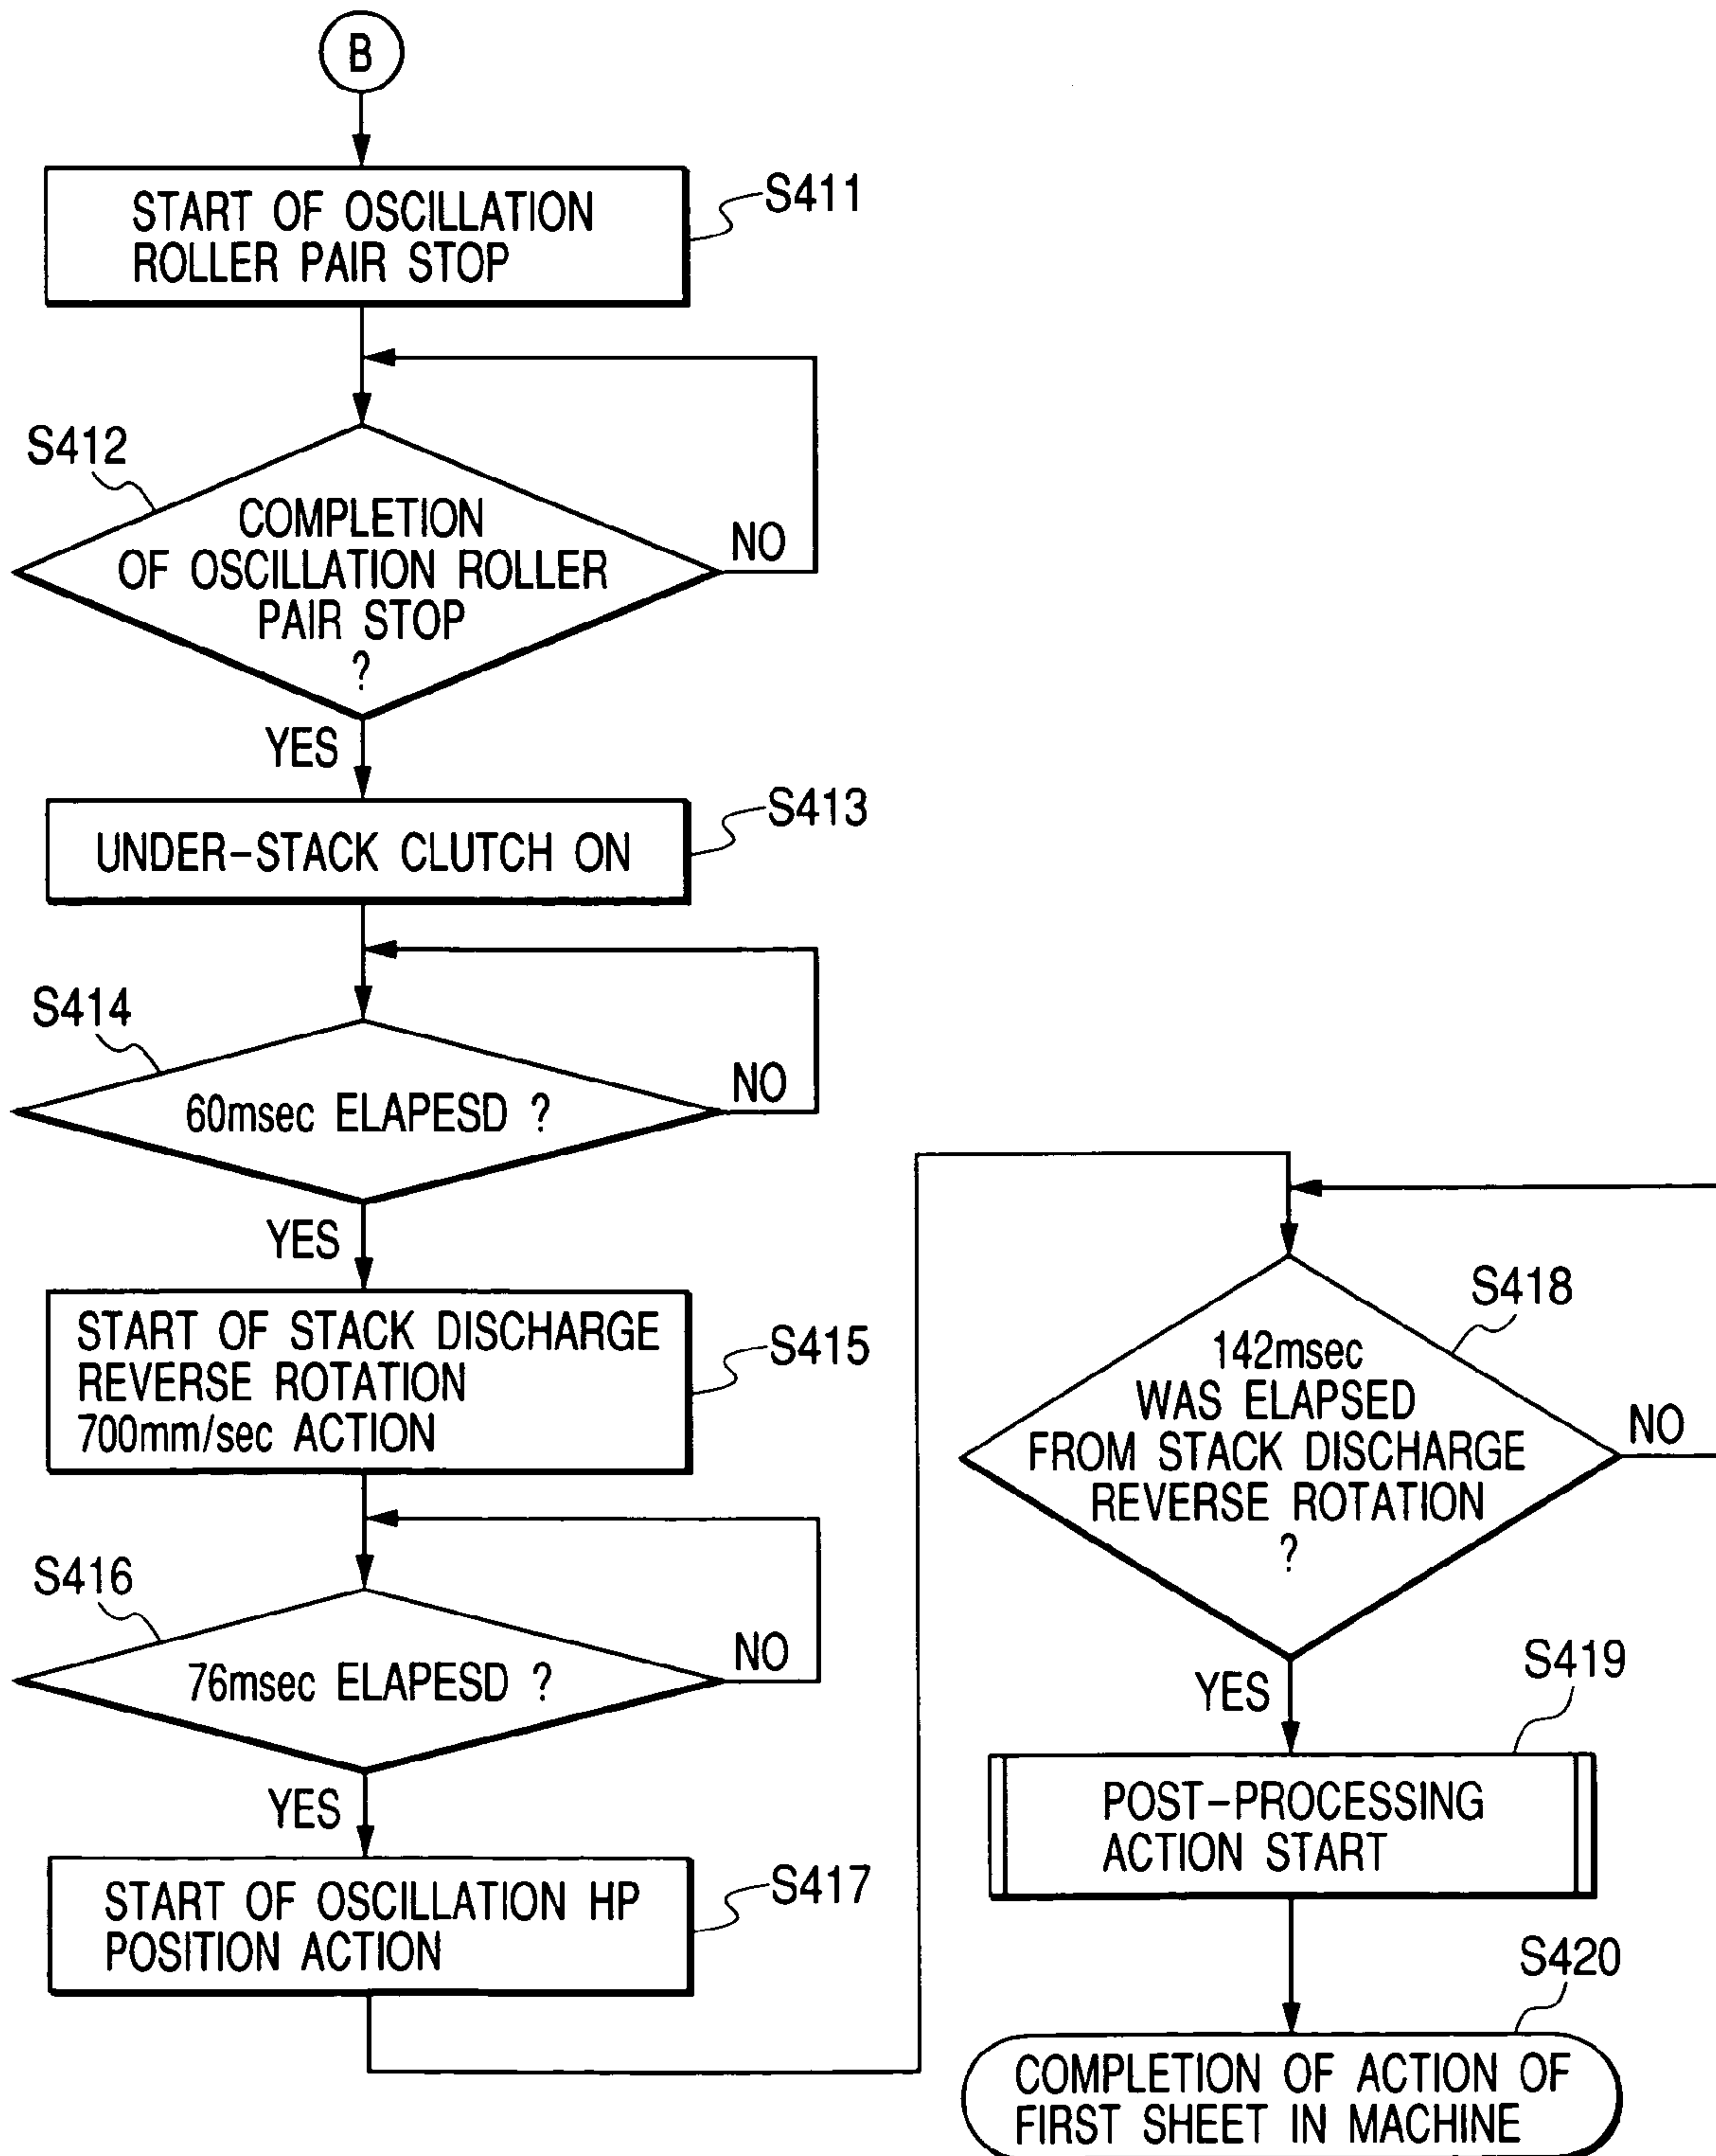 B
START OF OSCILLATION
ROLLER PAIR STOP
S411
S412
COMPLETION
OF OSCILLATION ROLLER
PAIR STOP
?
NO
YES
UNDER-STACK CLUTCH ON
S413
S414
60msec ELAPESD ?
NO
YES
START OF STACK DISCHARGE
REVERSE ROTATION
700mm/sec ACTION
S415
S416
76msec ELAPESD ?
NO
YES
START OF OSCILLATION HP
POSITION ACTION
S417
S418
142msec
WAS ELAPSED
FROM STACK DISCHARGE
REVERSE ROTATION
?
NO
YES
S419
POST-PROCESSING
ACTION START
S420
COMPLETION OF ACTION OF
FIRST SHEET IN MACHINE